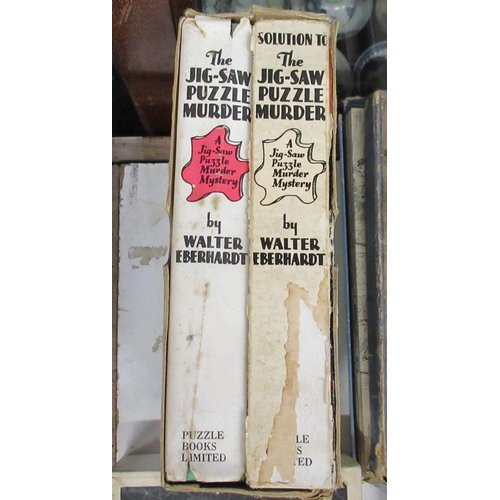 The
JIG-SAW
PUZZLE
MURDER
A
Jig-Saw
Puzzle
Murder
Mystery
by
WALTER
EBERHARDT
PUZZLE
BOOKS
LIMITED
SOLUTION TO
The
JIG-SAW
PUZZLE
MURDER
A
Jig-Saw
Puzzle
Murder
Mystery
by
WALTER
EBERHARDT